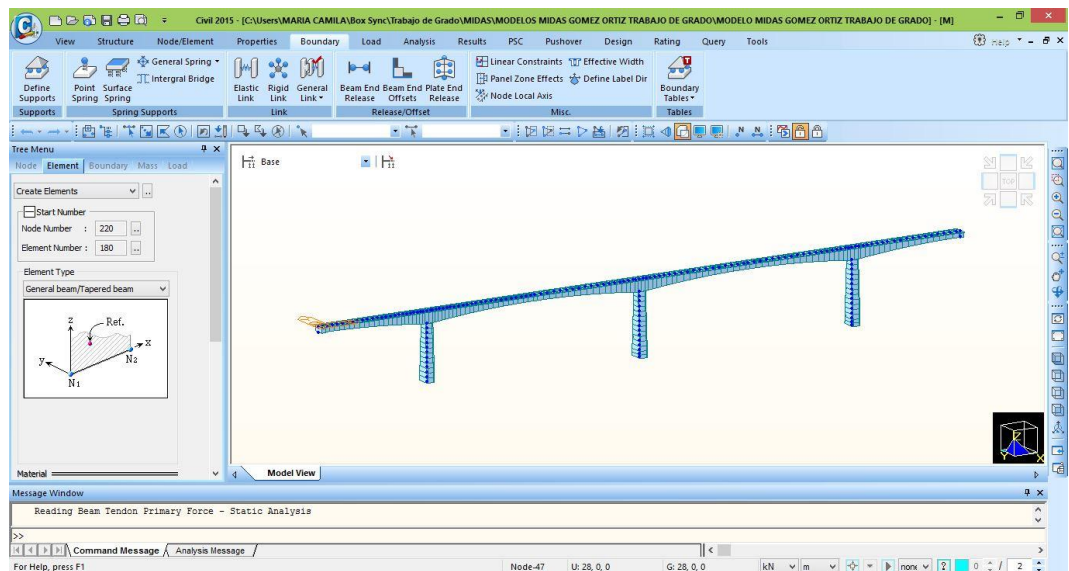 Civil 2015 - [C:\Users\MARIA CAMILA\Box Sync\Trabajo de Grado\MIDAS\MODELOS MIDAS GOMEZ ORTIZ TRABAJO DE GRADO\MODELO MIDAS GOMEZ ORTIZ TRABAJO DE GRADO] - [M]
View Structure Node/Element Properties Boundary Load Analysis Results PSC Pushover Design Rating Query Tools Help
General Spring Linear Constraints Effective Width
Intergral Bridge Panel Zone Effects Define Label Dir
Node Local Axis
Define Point Surface Elastic Rigid General Beam End Beam End Plate End Boundary
Supports Spring Spring Link Link Link Release Offsets Release Tables
Supports Spring Supports Link Release/Offset Misc. Tables
Tree Menu
Node Element Boundary Mass Load
Base
TOP
Create Elements
Start Number
Node Number : 220
Element Number : 180
Element Type
General beam/Tapered beam
z Ref.
x
y N2
N1
Material
Model View
Message Window
Reading Beam Tendon Primary Force - Static Analysis
>>
Command Message Analysis Message
For Help, press F1 Node-47 U: 28, 0, 0 G: 28, 0, 0 kN m none ? 0 / 2